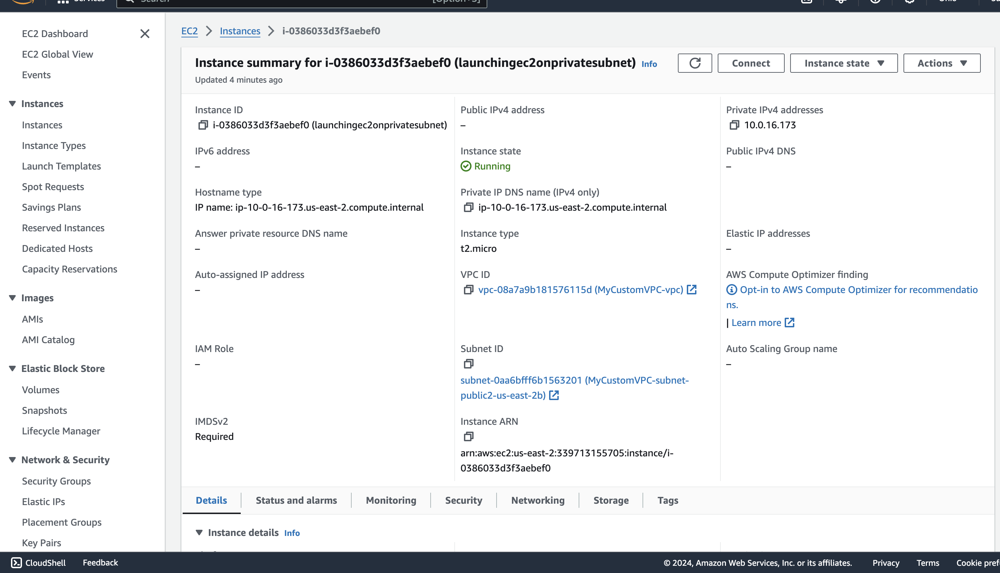 Services
Search
[Option+S]
Ohio
EC2 Dashboard
EC2 Global View
Events
Instances
Instances
Instance Types
Launch Templates
Spot Requests
Savings Plans
Reserved Instances
Dedicated Hosts
Capacity Reservations
Images
AMIs
AMI Catalog
Elastic Block Store
Volumes
Snapshots
Lifecycle Manager
Network & Security
Security Groups
Elastic IPs
Placement Groups
Key Pairs
EC2 Instances i-0386033d3f3aebef0
Instance summary for i-0386033d3f3aebef0 (launchingec2onprivatesubnet) Info
Updated 4 minutes ago
Connect
Instance state
Actions
Instance ID
i-0386033d3f3aebef0 (launchingec2onprivatesubnet)
Public IPv4 address
–
Private IPv4 addresses
10.0.16.173
IPv6 address
–
Instance state
Running
Public IPv4 DNS
–
Hostname type
IP name: ip-10-0-16-173.us-east-2.compute.internal
Private IP DNS name (IPv4 only)
ip-10-0-16-173.us-east-2.compute.internal
Answer private resource DNS name
–
Instance type
t2.micro
Elastic IP addresses
–
Auto-assigned IP address
–
VPC ID
vpc-08a7a9b181576115d (MyCustomVPC-vpc)
AWS Compute Optimizer finding
Opt-in to AWS Compute Optimizer for recommendatio
ns.
| Learn more
IAM Role
–
Subnet ID
subnet-0aa6bfff6b1563201 (MyCustomVPC-subnet-
public2-us-east-2b)
Auto Scaling Group name
–
IMDSv2
Required
Instance ARN
arn:aws:ec2:us-east-2:339713155705:instance/i-
0386033d3f3aebef0
Details
Status and alarms
Monitoring
Security
Networking
Storage
Tags
Instance details Info
CloudShell
Feedback
© 2024, Amazon Web Services, Inc. or its affiliates.
Privacy
Terms
Cookie pref